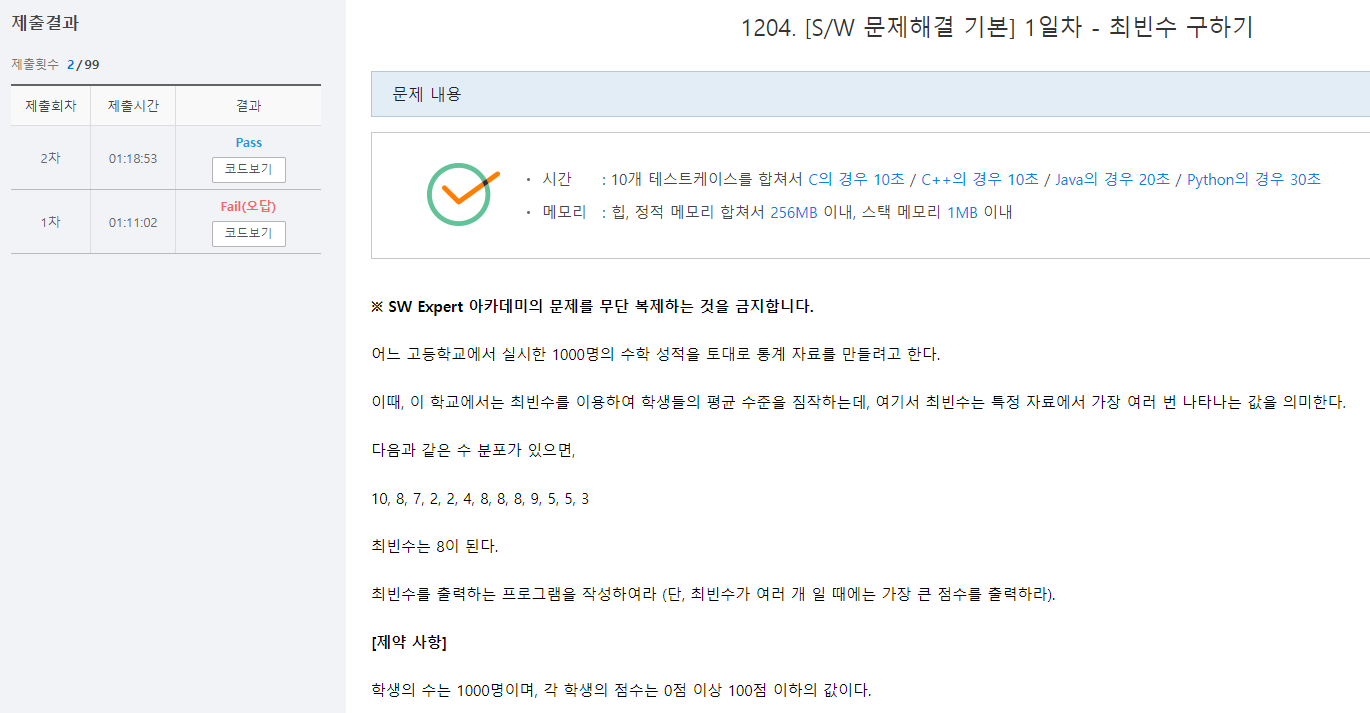 제출결과
제출횟수 2 / 99
제출회차 제출시간 결과
2차 01:18:53 Pass
코드보기
1차 01:11:02 Fail(오답)
코드보기
1204. [S/W 문제해결 기본] 1일차 - 최빈수 구하기
문제 내용
· 시간 : 10개 테스트케이스를 합쳐서 C의 경우 10초 / C++의 경우 10초 / Java의 경우 20초 / Python의 경우 30초
· 메모리 : 힙, 정적 메모리 합쳐서 256MB 이내, 스택 메모리 1MB 이내
※ SW Expert 아카데미의 문제를 무단 복제하는 것을 금지합니다.
어느 고등학교에서 실시한 1000명의 수학 성적을 토대로 통계 자료를 만들려고 한다.
이때, 이 학교에서는 최빈수를 이용하여 학생들의 평균 수준을 짐작하는데, 여기서 최빈수는 특정 자료에서 가장 여러 번 나타나는 값을 의미한다.
다음과 같은 수 분포가 있으면,
10, 8, 7, 2, 2, 4, 8, 8, 8, 9, 5, 5, 3
최빈수는 8이 된다.
최빈수를 출력하는 프로그램을 작성하여라 (단, 최빈수가 여러 개 일 때에는 가장 큰 점수를 출력하라).
[제약 사항]
학생의 수는 1000명이며, 각 학생의 점수는 0점 이상 100점 이하의 값이다.